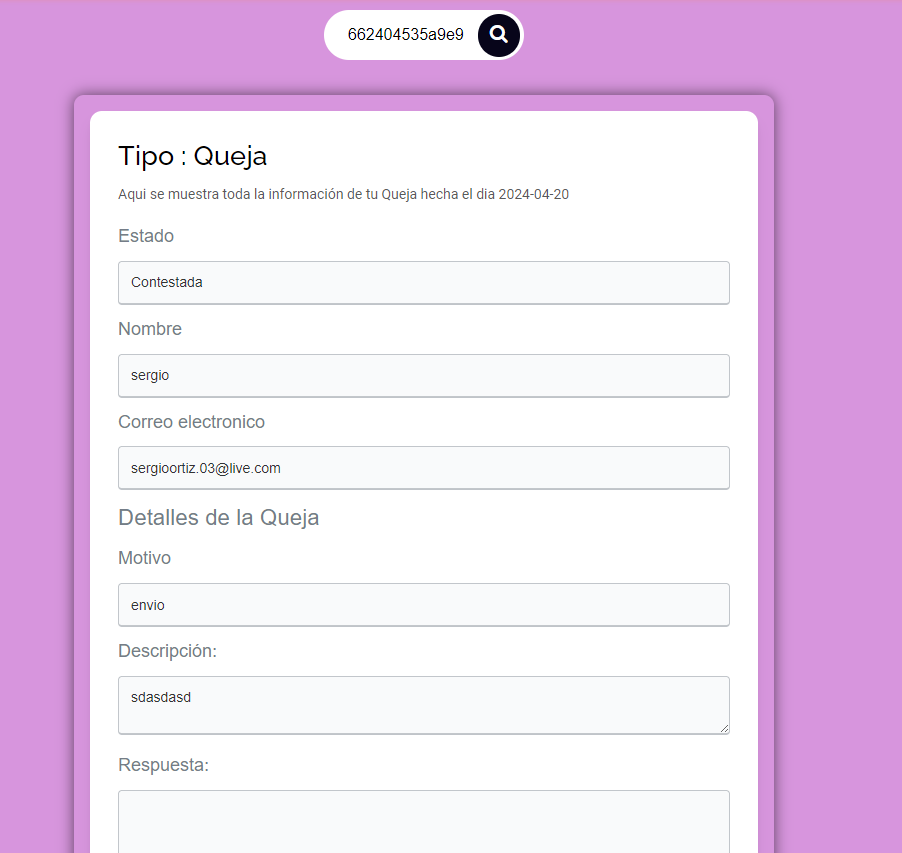 662404535a9e9
Tipo : Queja
Aqui se muestra toda la información de tu Queja hecha el dia 2024-04-20
Estado
Contestada
Nombre
sergio
Correo electronico
sergioortiz.03@live.com
Detalles de la Queja
Motivo
envio
Descripción:
sdasdasd
Respuesta: